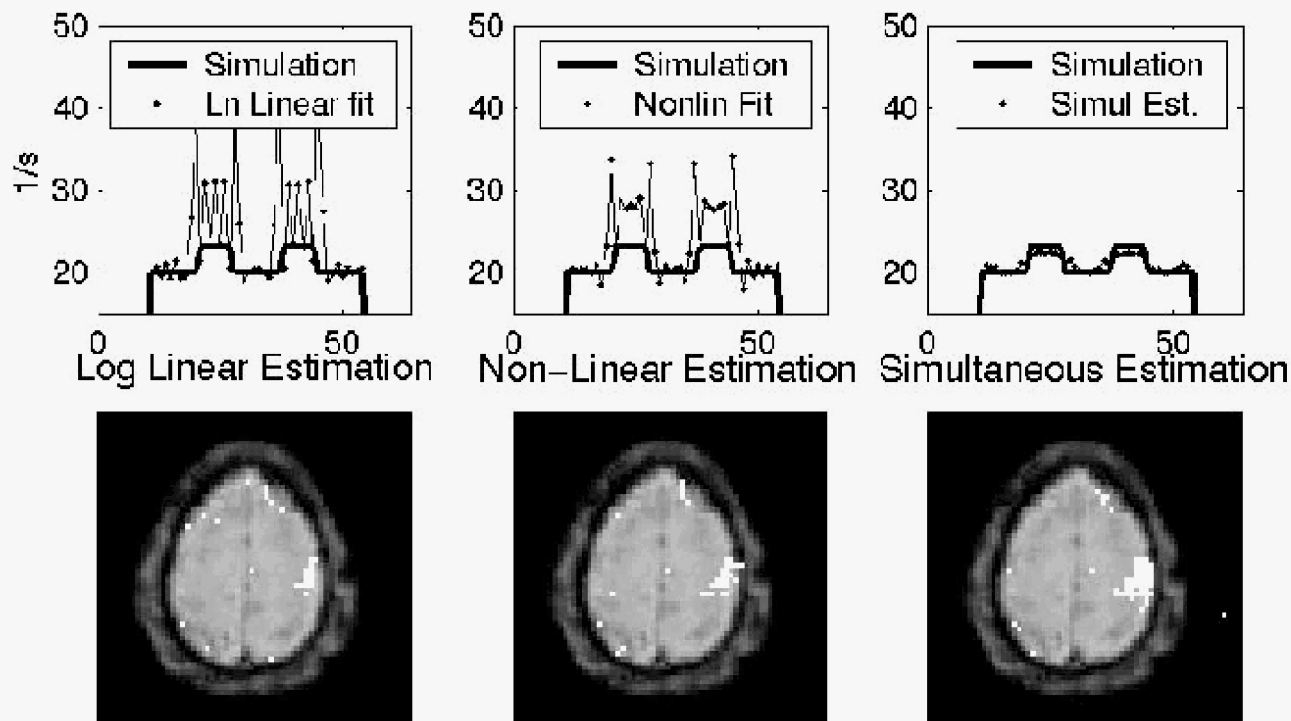 50
Simulation
Ln Linear fit
40
30
20
1/s
0
50
Log Linear Estimation
50
Simulation
Nonlin Fit
40
30
20
0
50
Non-Linear Estimation
50
Simulation
Simul Est.
40
30
20
0
50
Simultaneous Estimation